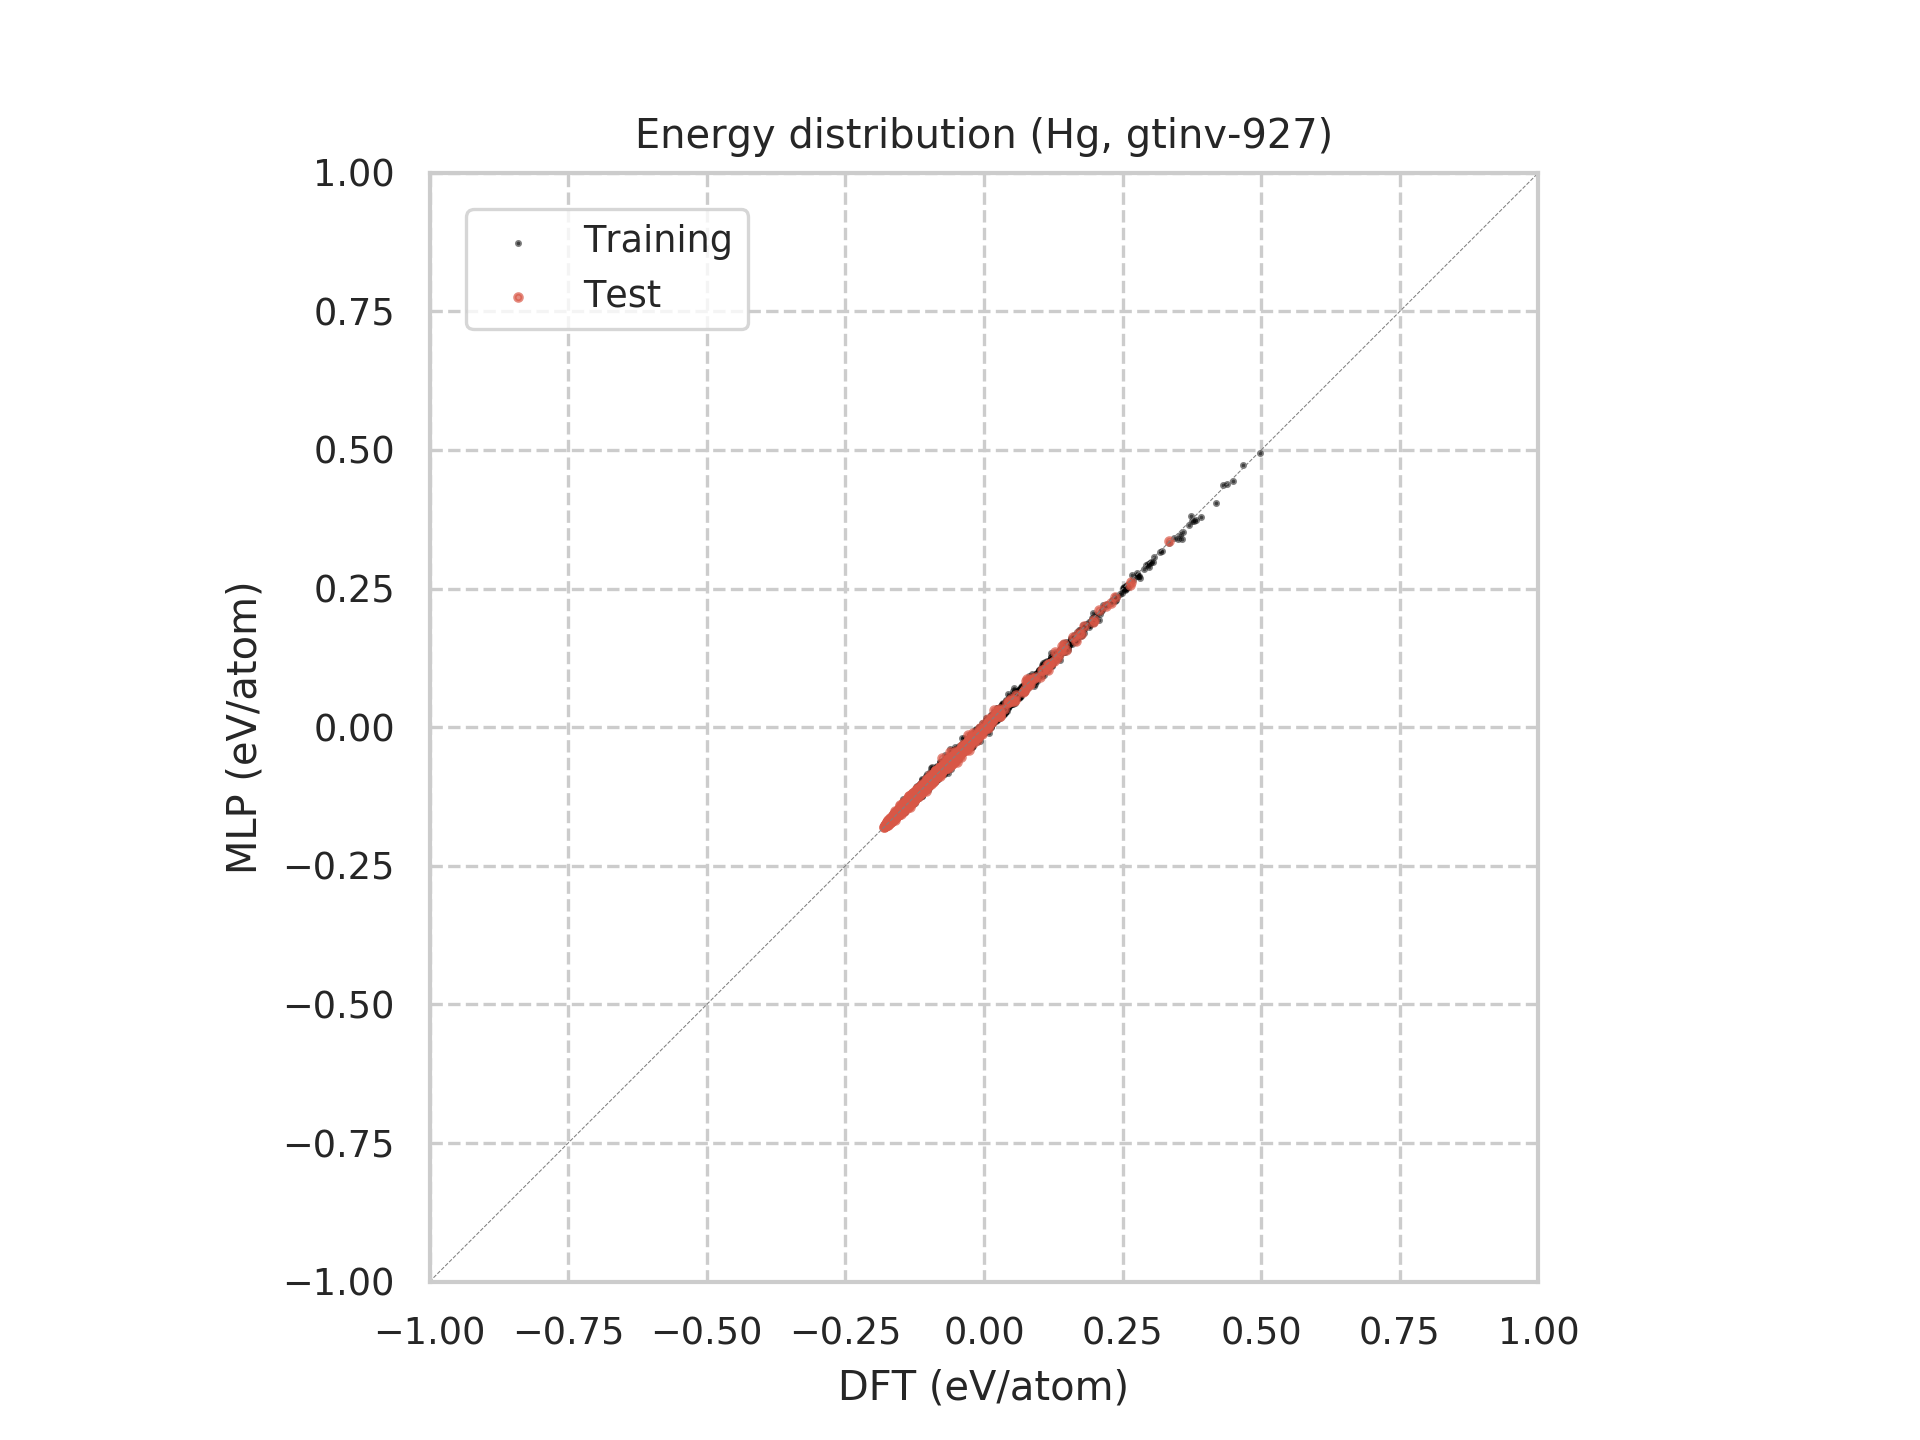 Energy distribution (Hg, gtinv-927)
1.00
0.75
0.50
0.25
0.00
−0.25
−0.50
−0.75
−1.00
MLP (eV/atom)
Training
Test
−1.00 −0.75 −0.50 −0.25 0.00 0.25 0.50 0.75 1.00
DFT (eV/atom)